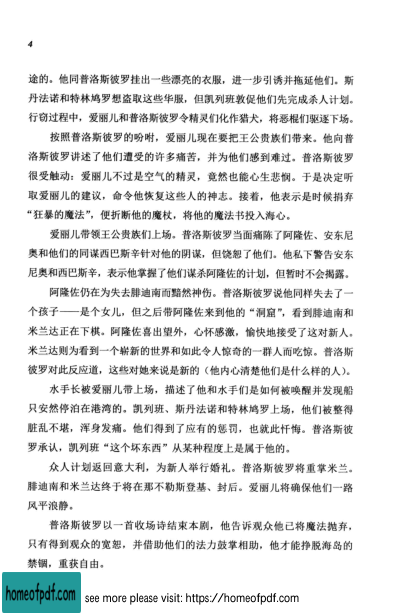 4
途的。他同普洛斯彼罗挂出一些漂亮的衣服，进一步引诱并拖延他们。斯
丹法诺和特林鸠罗想盗取这些华服，但凯列班敦促他们先完成杀人计划。
行窃过程中，爱丽儿和普洛斯彼罗令精灵们化作猎犬，将恶棍们驱逐下场。
按照普洛斯彼罗的吩咐，爱丽儿现在要把王公贵族们带来。他向普
洛斯彼罗讲述了他们遭受的许多痛苦，并为他们感到难过。普洛斯彼罗
很受触动：爱丽儿不过是空气的精灵，竟然也能心生悲悯。于是决定听
取爱丽儿的建议，命令他恢复这些人的神志。接着，他表示是时候捐弃
“狂暴的魔法”，便折断他的魔杖，将他的魔法书投入海心。
爱丽儿带领王公贵族们上场。普洛斯彼罗当面痛陈了阿隆佐、安东尼
奥和他们的同谋西巴斯辛针对他的阴谋，但饶恕了他们。他私下警告安东
尼奥和西巴斯辛，表示他掌握了他们谋杀阿隆佐的计划，但暂时不会揭露。
阿隆佐仍在为失去腓迪南而黯然神伤。普洛斯彼罗说他同样失去了一
个孩子——是个女儿，但之后带阿隆佐来到他的“洞窟”，看到腓迪南和
米兰达正在下棋。阿隆佐喜出望外，心怀感激，愉快地接受了这对新人。
米兰达则为看到一个崭新的世界和如此令人惊奇的一群人而吃惊。普洛斯
彼罗对此反应道，这些对她来说是新的（他内心清楚他们是什么样的人）。
水手长被爱丽儿带上场，描述了他和水手们是如何被唤醒并发现船
只安然停泊在港湾的。凯列班、斯丹法诺和特林鸠罗上场，他们被整得
脏乱不堪，浑身发痛。他们得到了应有的惩罚，也就此忏悔。普洛斯彼
罗承认，凯列班“这个坏东西”从某种程度上是属于他的。
众人计划返回意大利，为新人举行婚礼。普洛斯彼罗将重掌米兰。
腓迪南和米兰达终于将在那不勒斯登基、封后。爱丽儿将确保他们一路
风平浪静。
普洛斯彼罗以一首收场诗结束本剧，他告诉观众他已将魔法抛弃，
只有得到观众的宽恕，并借助他们的法力鼓掌相助，他才能挣脱海岛的
禁锢，重获自由。
homeofpdf.com
see more please visit: https://homeofpdf.com